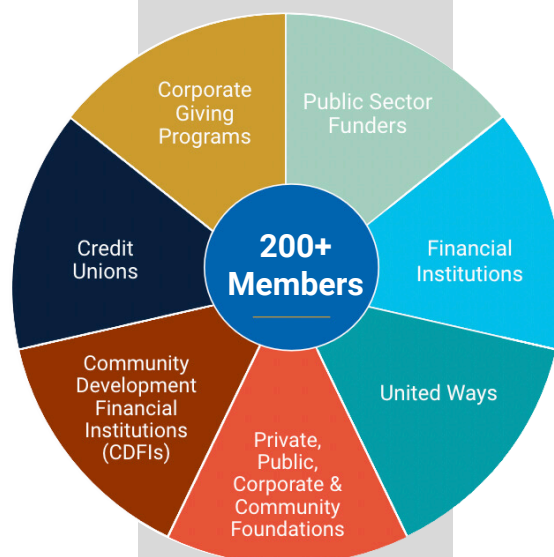 Corporate
Giving
Programs
Public Sector
Funders
Credit
Unions
200+
Members
Financial
Institutions
Community
Development
Financial
Institutions
(CDFIs)
United Ways
Private,
Public,
Corporate &
Community
Foundations